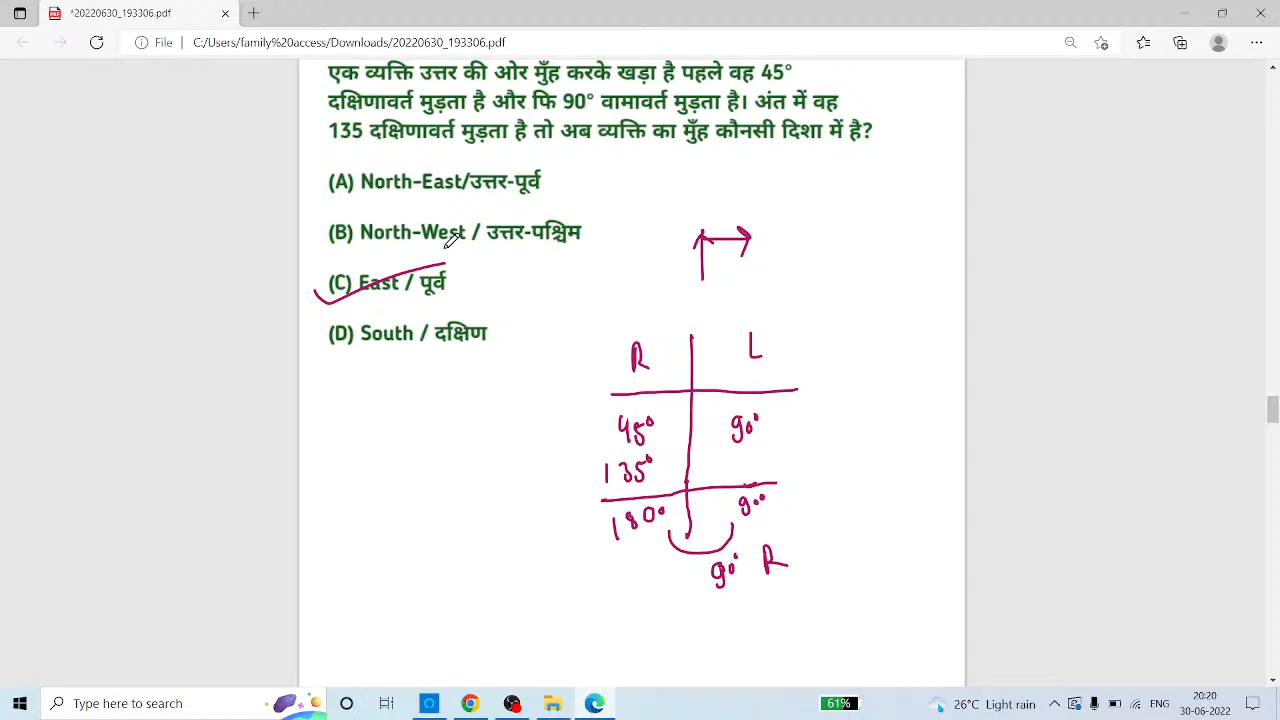 *20220630_193306.pdf
File
C:/Users/family%20access/Downloads/20220630_193306.pdf
एक व्यक्ति उत्तर की ओर मुँह करके खड़ा है पहले वह 45°
दक्षिणावर्त मुड़ता है और फि 90° वामावर्त मुड़ता है। अंत में वह
135 दक्षिणावर्त मुड़ता है तो अब व्यक्ति का मुँह कौनसी दिशा में है?
(A) North-East/उत्तर-पूर्व
(B) North-West / उत्तर-पश्चिम
(C) East / पूर्व
(D) South / दक्षिण
R L
45° 90°
135°
180° 90°
90° R
Type here to search
61%
26°C Light rain
ENG
30-06-2022